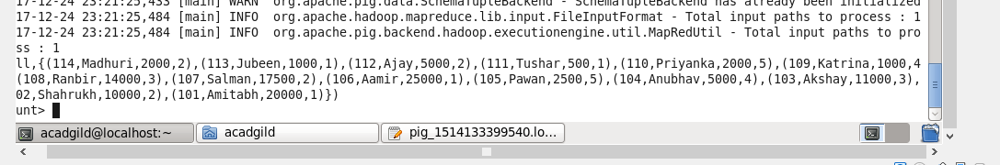 17-12-24 23:21:25,433 [main] WARN  org.apache.pig.data.SchemaTupleBackend - SchemaTupleBackend has already been initialized
17-12-24 23:21:25,484 [main] INFO  org.apache.hadoop.mapreduce.lib.input.FileInputFormat - Total input paths to process : 1
17-12-24 23:21:25,484 [main] INFO  org.apache.pig.backend.hadoop.executionengine.util.MapRedUtil - Total input paths to pro
ss : 1
ll,{(114,Madhuri,2000,2),(113,Jubeen,1000,1),(112,Ajay,5000,2),(111,Tushar,500,1),(110,Priyanka,2000,5),(109,Katrina,1000,4
(108,Ranbir,14000,3),(107,Salman,17500,2),(106,Aamir,25000,1),(105,Pawan,2500,5),(104,Anubhav,5000,4),(103,Akshay,11000,3),
02,Shahrukh,10000,2),(101,Amitabh,20000,1)})
unt>
acadgild@localhost:~ acadgild pig_1514133399540.lo...